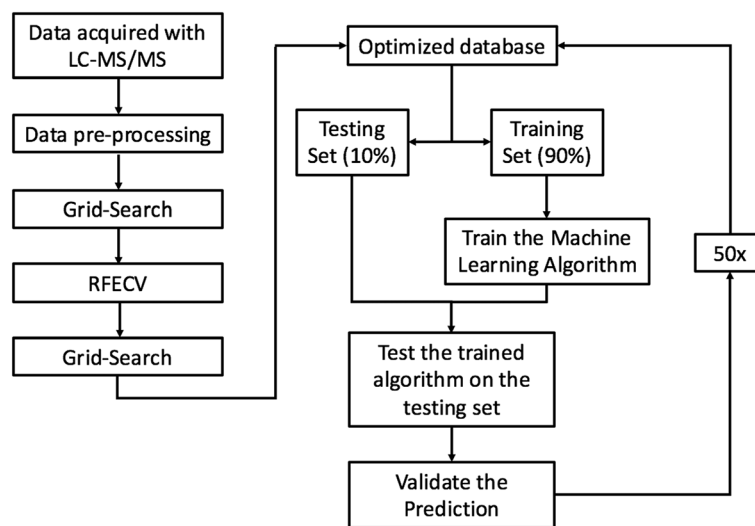 Data acquired with
LC-MS/MS
Data pre-processing
Grid-Search
RFECV
Grid-Search
Optimized database
Testing
Set (10%)
Training
Set (90%)
Train the Machine
Learning Algorithm
50x
Test the trained
algorithm on the
testing set
Validate the
Prediction